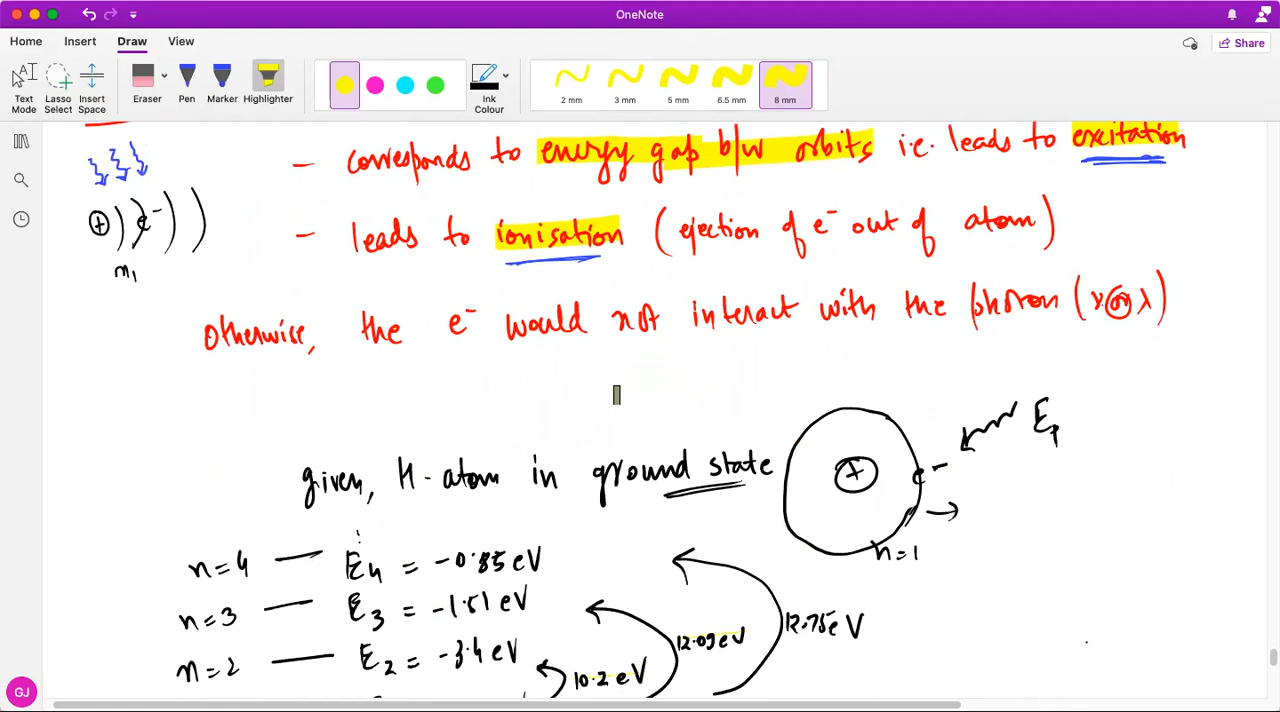 OneNote
Home Insert Draw View
Share
Text Mode
Lasso Select
Insert Space
Eraser
Pen
Marker
Highlighter
Ink Colour
2 mm
3 mm
5 mm
6.5 mm
8 mm
- corresponds to energy gap b/w orbits i.e. leads to excitation
+ e-
n1
- leads to ionisation (ejection of e- out of atom)
Otherwise, the e- would not interact with the photon (ν or λ)
given, H-atom in ground state
+ e- Ep
n=1
n=4 — E4 = -0.85 eV
n=3 — E3 = -1.51 eV
12.09 eV 12.75 eV
n=2 — E2 = -3.4 eV
10.2 eV
GJ